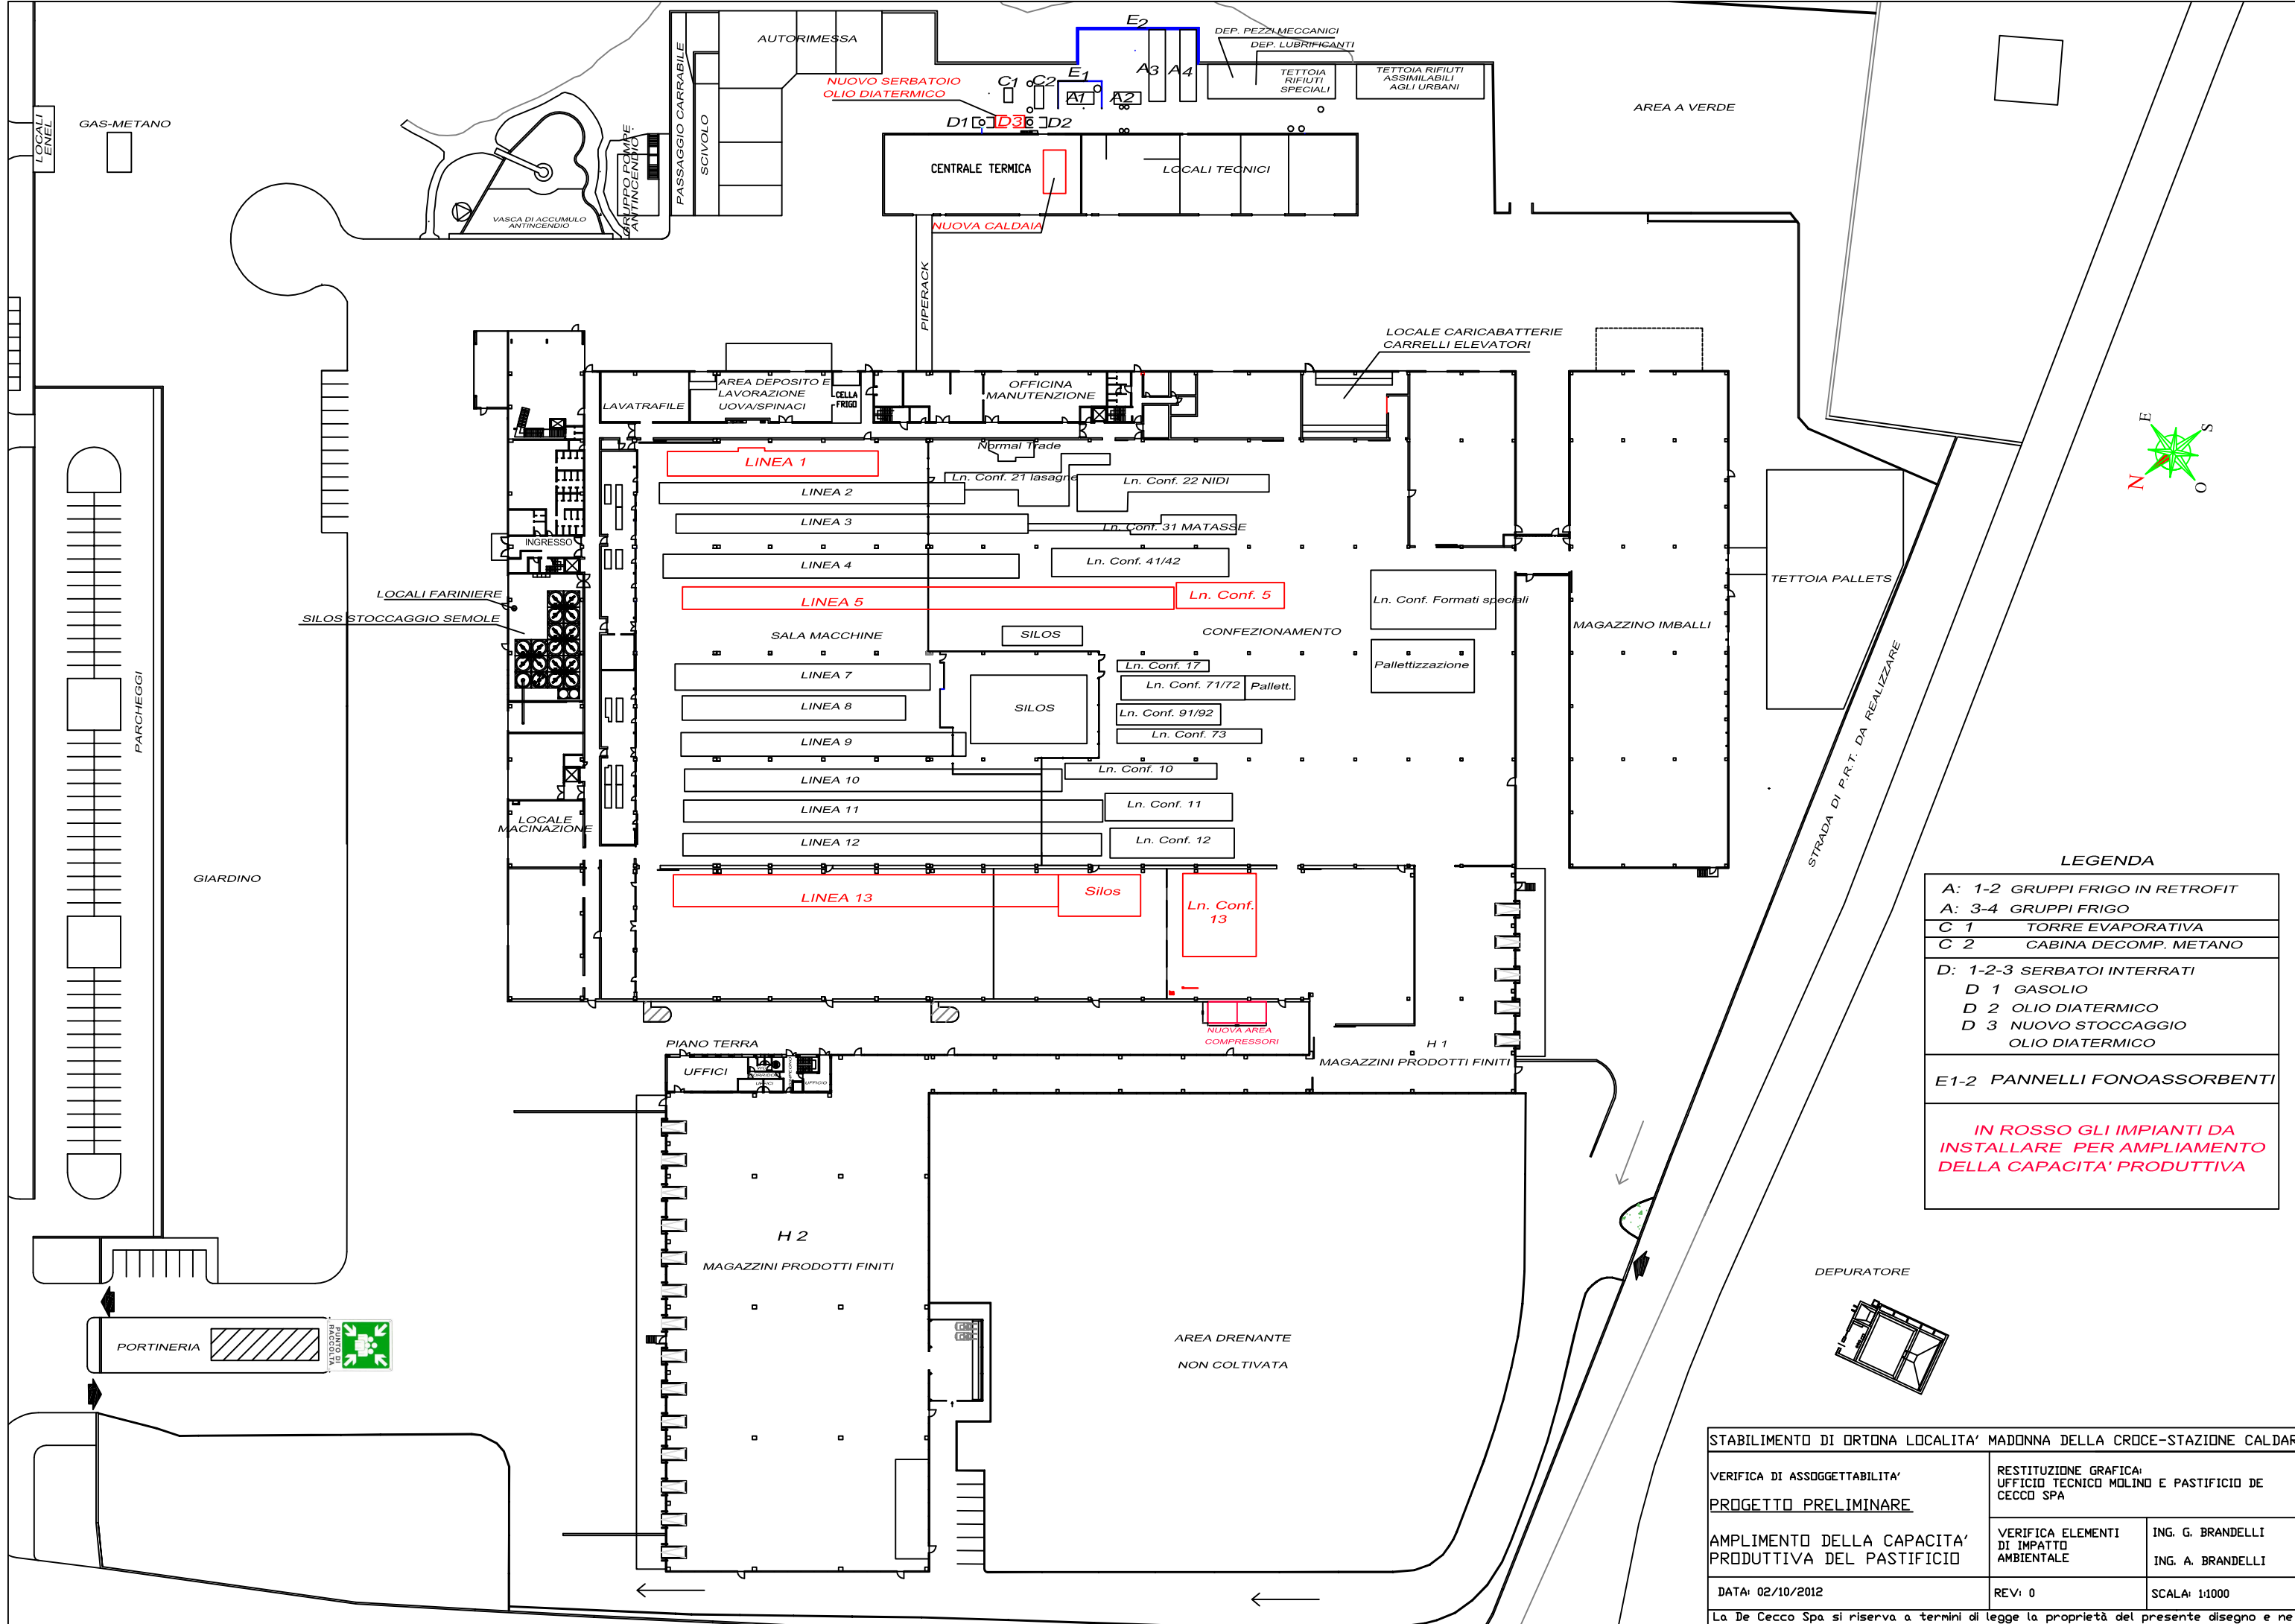 LOCALI
ENEL
GAS-METANO
VASCA DI ACCUMULO
ANTINCENDIO
GRUPPO POMPE
ANTINCENDIO
PASSAGGIO CARRABILE
SCIVOLO
AUTORIMESSA
NUOVO SERBATOIO
OLIO DIATERMICO
C1
C2
E1
E2
A1
A2
A3
A4
D1
D3
D2
DEP. PEZZI MECCANICI
DEP. LUBRIFICANTI
TETTOIA
RIFIUTI
SPECIALI
TETTOIA RIFIUTI
ASSIMILABILI
AGLI URBANI
AREA A VERDE
CENTRALE TERMICA
LOCALI TECNICI
NUOVA CALDAIA
PIPERACK
LOCALE CARICABATTERIE
CARRELLI ELEVATORI
LAVATRAFILE
AREA DEPOSITO E
LAVORAZIONE
UOVA/SPINACI
CELLA
FRIGO
OFFICINA
MANUTENZIONE
Normal Trade
LINEA 1
Ln. Conf. 21 lasagne
Ln. Conf. 22 NIDI
LINEA 2
LINEA 3
Ln. Conf. 31 MATASSE
INGRESSO
LINEA 4
Ln. Conf. 41/42
LOCALI FARINIERE
LINEA 5
Ln. Conf. 5
Ln. Conf. Formati speciali
SILOS STOCCAGGIO SEMOLE
SALA MACCHINE
SILOS
CONFEZIONAMENTO
MAGAZZINO IMBALLI
TETTOIA PALLETS
Ln. Conf. 17
Pallettizzazione
LINEA 7
Ln. Conf. 71/72
Pallett.
LINEA 8
SILOS
Ln. Conf. 91/92
LINEA 9
Ln. Conf. 73
LINEA 10
Ln. Conf. 10
LINEA 11
Ln. Conf. 11
LOCALE
MACINAZIONE
LINEA 12
Ln. Conf. 12
LINEA 13
Silos
Ln. Conf.
13
PARCHEGGI
GIARDINO
STRADA DI P.R.T. DA REALIZZARE
N
E
S
O
NUOVA AREA
COMPRESSORI
PIANO TERRA
UFFICI
UFFICI
UFFICIO
H 1
MAGAZZINI PRODOTTI FINITI
H 2
MAGAZZINI PRODOTTI FINITI
AREA DRENANTE
NON COLTIVATA
PORTINERIA
PUNTO DI
RACCOLTA
DEPURATORE
LEGENDA
A: 1-2 GRUPPI FRIGO IN RETROFIT
A: 3-4 GRUPPI FRIGO
C 1 TORRE EVAPORATIVA
C 2 CABINA DECOMP. METANO
D: 1-2-3 SERBATOI INTERRATI
D 1 GASOLIO
D 2 OLIO DIATERMICO
D 3 NUOVO STOCCAGGIO
OLIO DIATERMICO
E1-2 PANNELLI FONOASSORBENTI
IN ROSSO GLI IMPIANTI DA
INSTALLARE PER AMPLIAMENTO
DELLA CAPACITA' PRODUTTIVA
STABILIMENTO DI ORTONA LOCALITA' MADONNA DELLA CROCE-STAZIONE CALDAR
VERIFICA DI ASSOGGETTABILITA'
PROGETTO PRELIMINARE
AMPLIMENTO DELLA CAPACITA'
PRODUTTIVA DEL PASTIFICIO
RESTITUZIONE GRAFICA:
UFFICIO TECNICO MOLINO E PASTIFICIO DE
CECCO SPA
VERIFICA ELEMENTI
DI IMPATTO
AMBIENTALE
ING. G. BRANDELLI
ING. A. BRANDELLI
DATA: 02/10/2012
REV: 0
SCALA: 1:1000
La De Cecco Spa si riserva a termini di legge la proprietà del presente disegno e ne